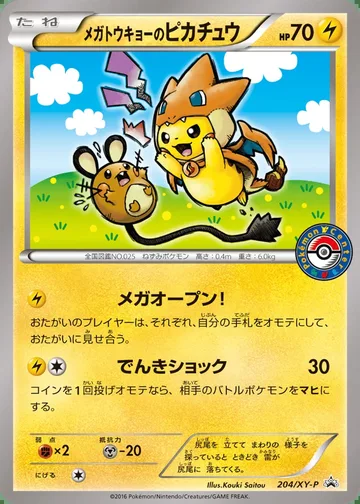 たね
メガトウキョーのピカチュウ
HP70
Pokémon Center
全国図鑑NO.025 ねずみポケモン 高さ：0.4m 重さ：6.0kg
メガオープン！
おたがいのプレイヤーは、それぞれ、自分の手札をオモテにして、
おたがいに見せ合う。
でんきショック 30
コインを1回投げオモテなら、相手のバトルポケモンをマヒに
する。
弱点 ×2 抵抗力 -20
にげる
尻尾を 立てて まわりの 様子を
探っていると ときどき 雷が
尻尾に 落ちてくる。
Illus.Kouki Saitou
204/XY-P
PROMO
©2016 Pokémon/Nintendo/Creatures/GAME FREAK.